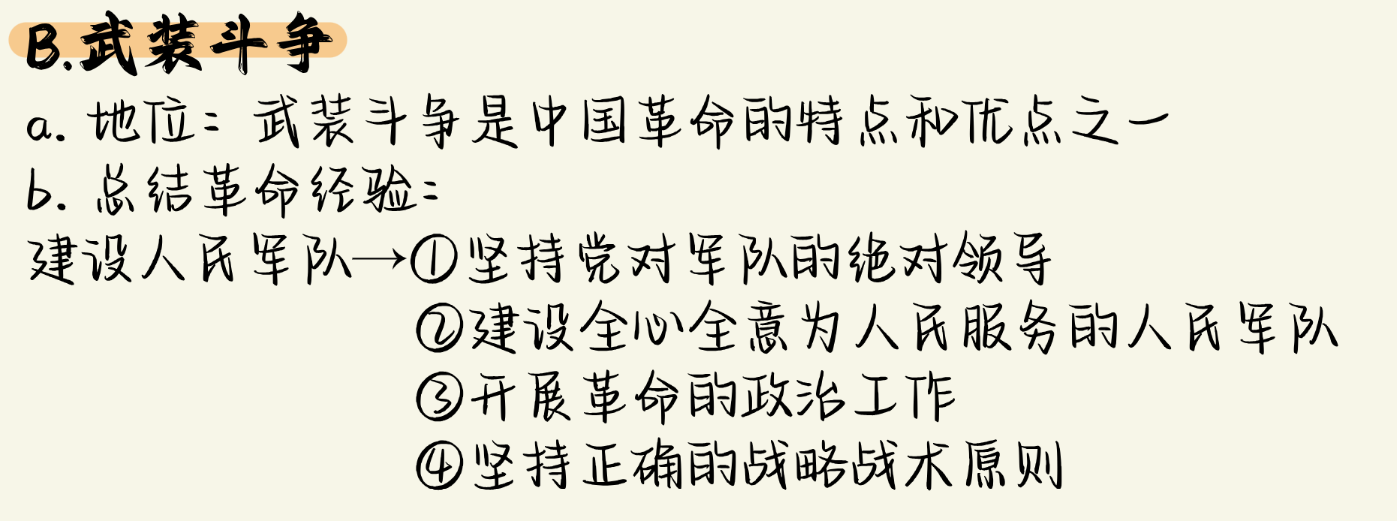 B.武装斗争
a. 地位：武装斗争是中国革命的特点和优点之一
b. 总结革命经验：
建设人民军队→①坚持党对军队的绝对领导
②建设全心全意为人民服务的人民军队
③开展革命的政治工作
④坚持正确的战略战术原则